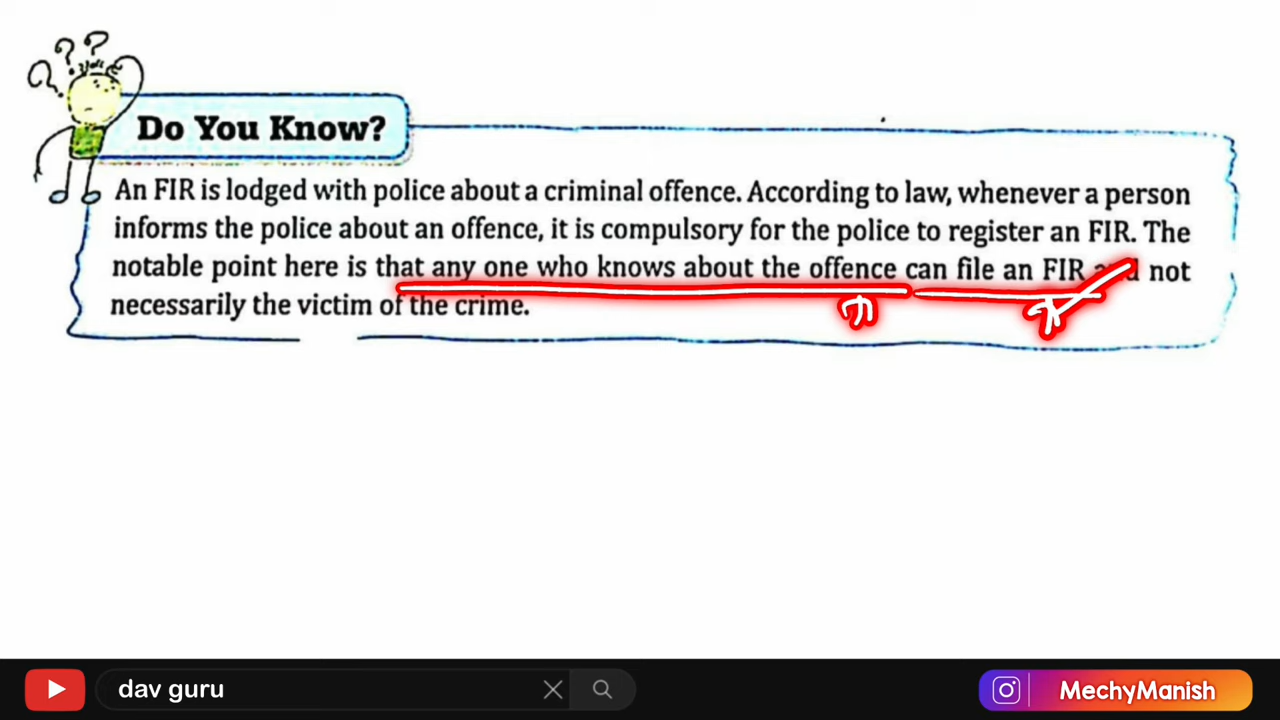 Do You Know?
An FIR is lodged with police about a criminal offence. According to law, whenever a person
informs the police about an offence, it is compulsory for the police to register an FIR. The
notable point here is that any one who knows about the offence can file an FIR and not
necessarily the victim of the crime.
dav guru
MechyManish